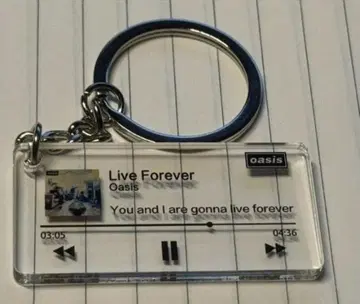 Live Forever
oasis
Oasis
You and I are gonna live forever
03:05
04:36